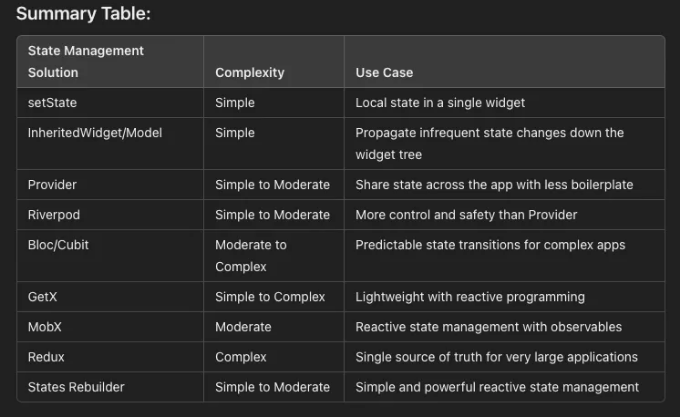 Summary Table:
State Management
Solution Complexity Use Case
setState Simple Local state in a single widget
InheritedWidget/Model Simple Propagate infrequent state changes down the
widget tree
Provider Simple to Moderate Share state across the app with less boilerplate
Riverpod Simple to Moderate More control and safety than Provider
Bloc/Cubit Moderate to Predictable state transitions for complex apps
Complex
GetX Simple to Complex Lightweight with reactive programming
MobX Moderate Reactive state management with observables
Redux Complex Single source of truth for very large applications
States Rebuilder Simple to Moderate Simple and powerful reactive state management